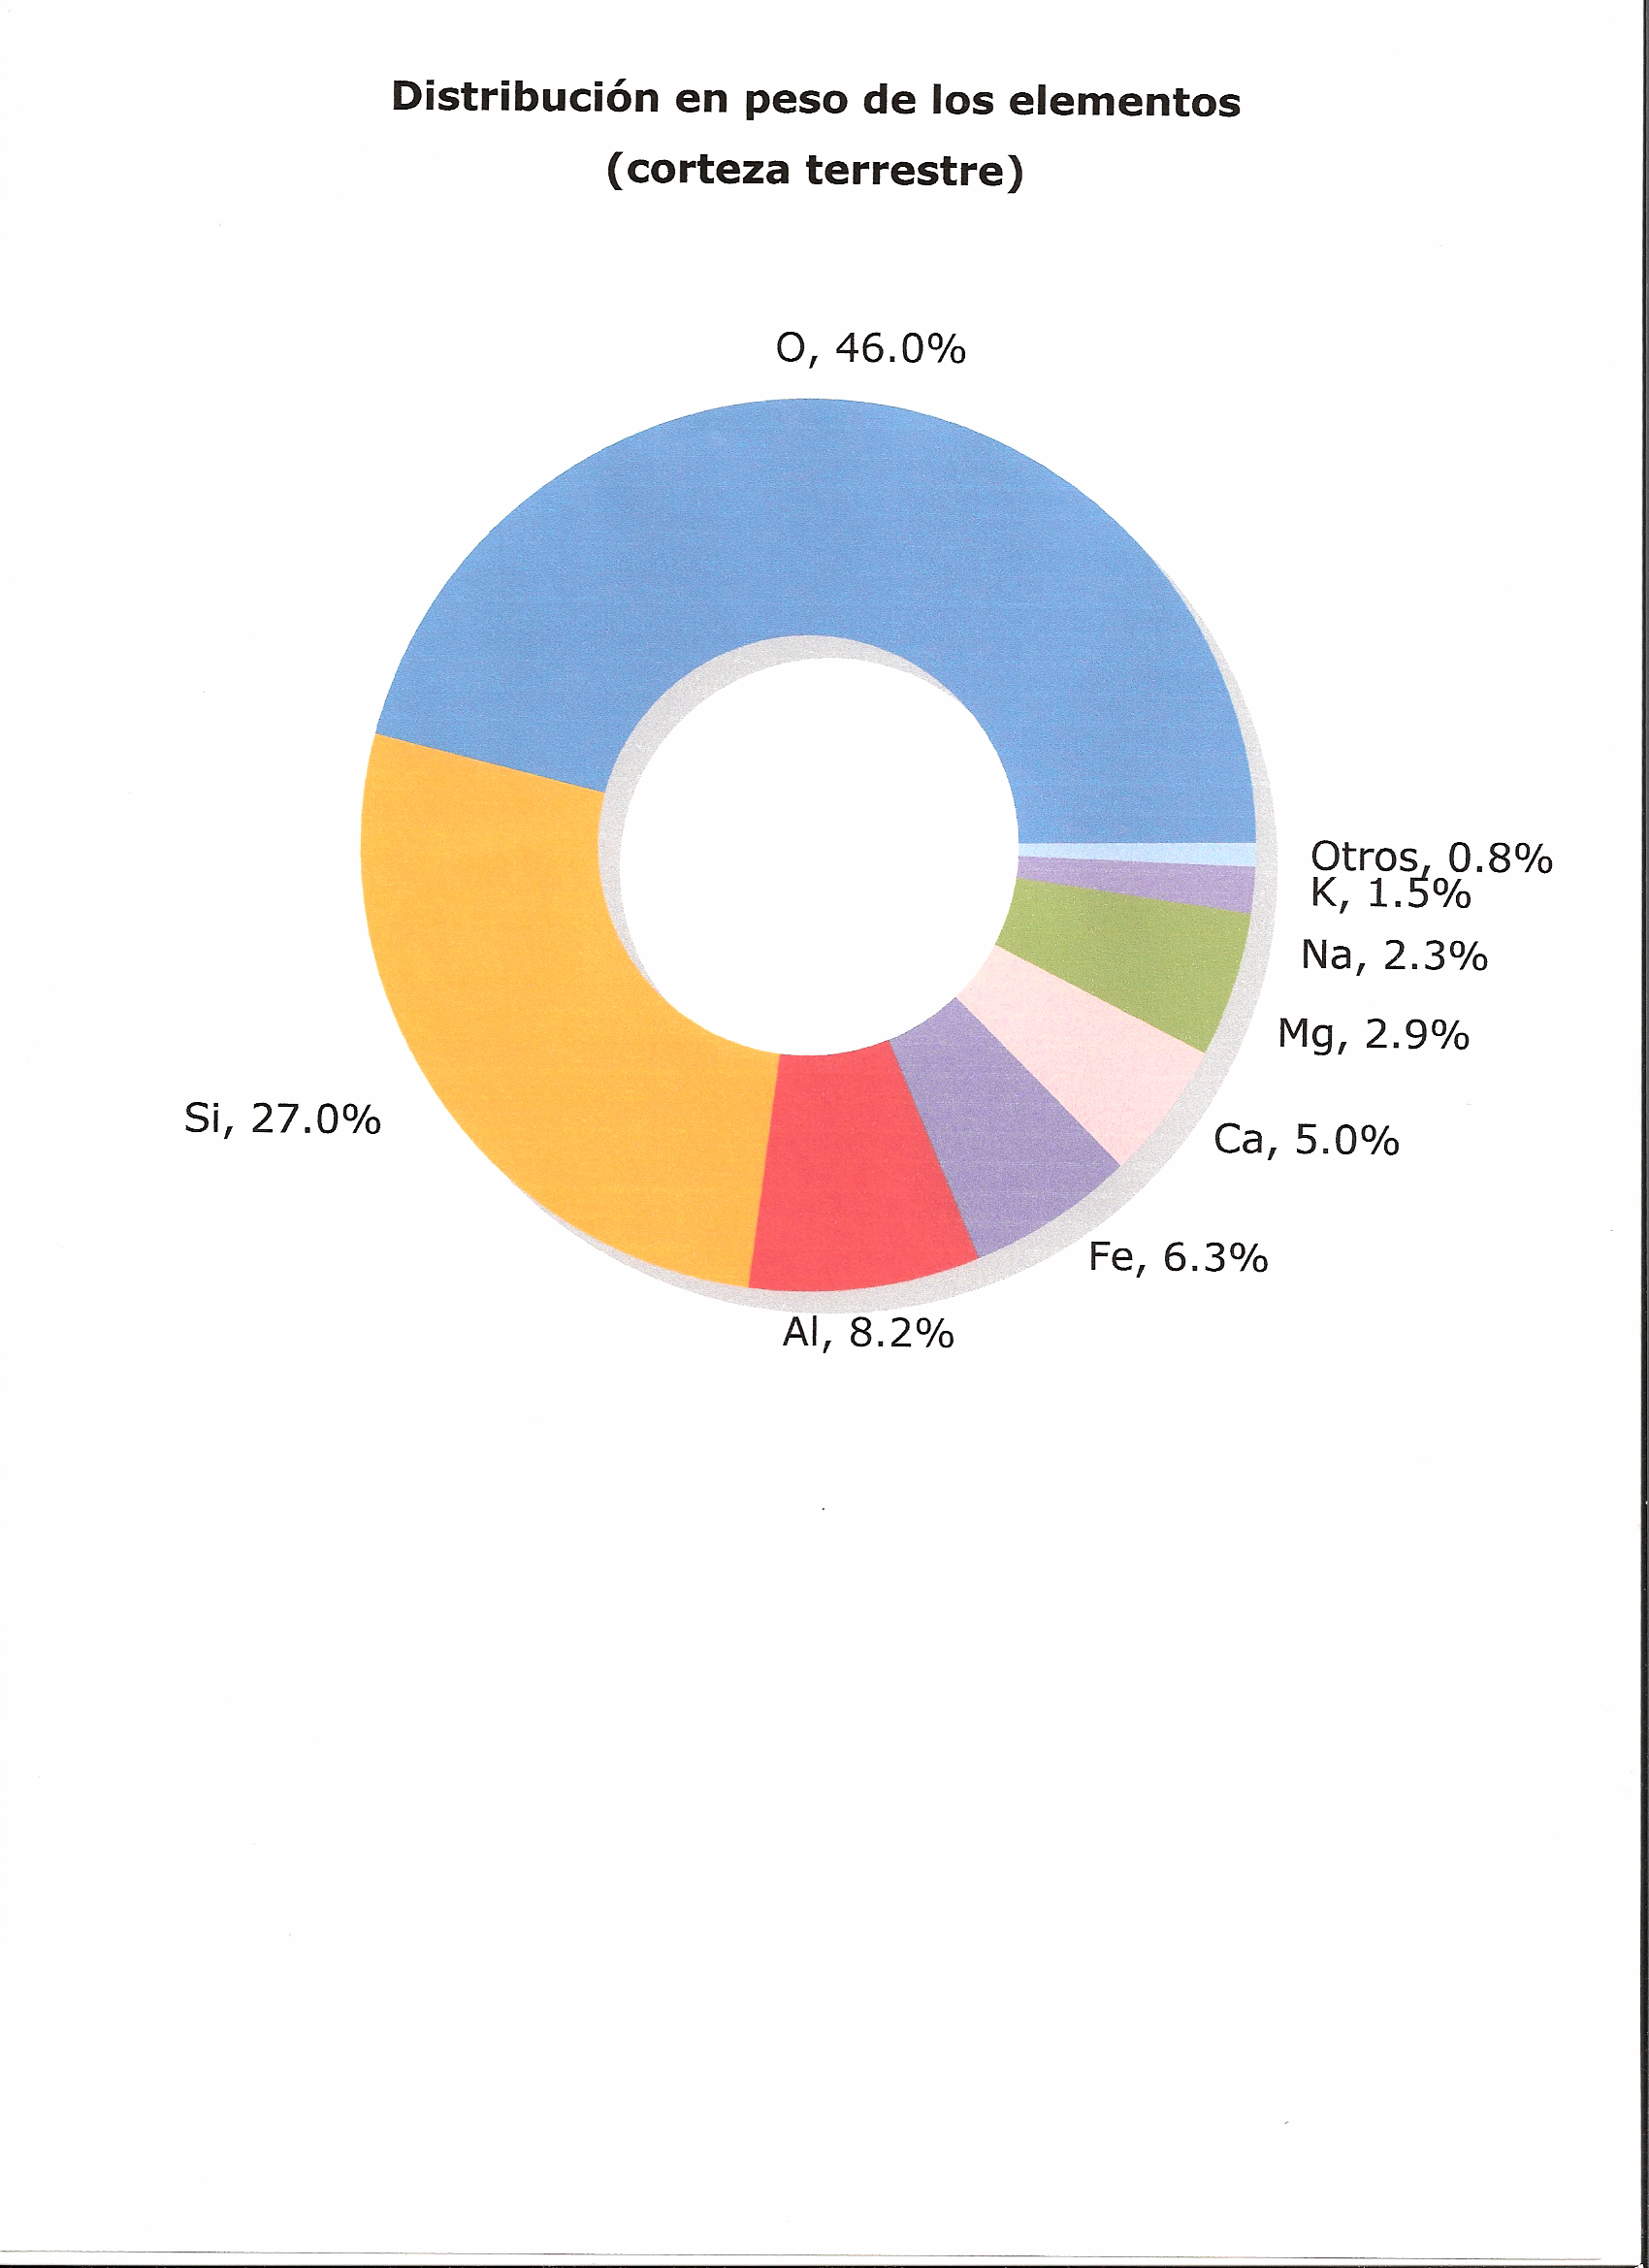 Distribución en peso de los elementos
(corteza terrestre)
O, 46.0%
Otros, 0.8%
K, 1.5%
Na, 2.3%
Mg, 2.9%
Ca, 5.0%
Fe, 6.3%
Al, 8.2%
Si, 27.0%